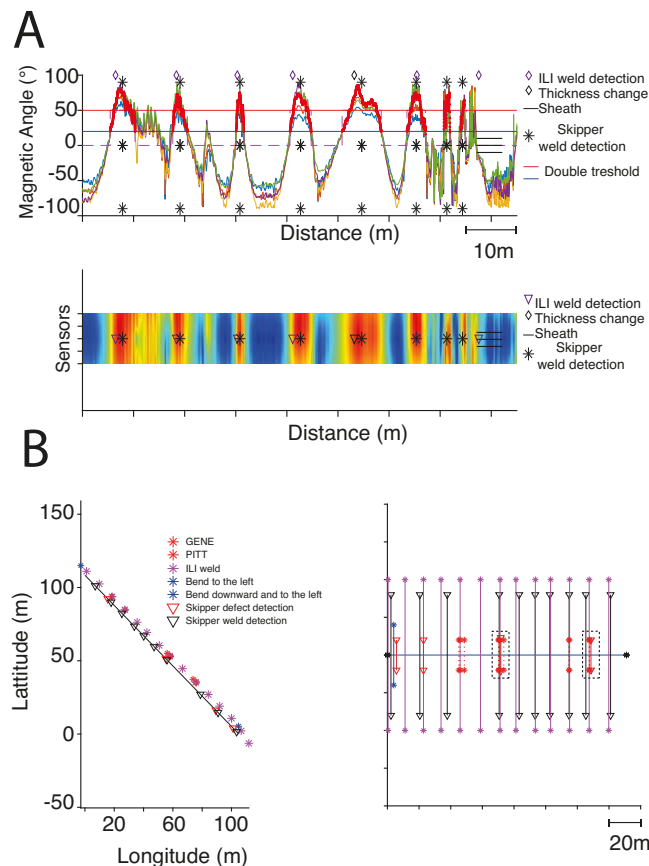 A
Magnetic Angle (°)
100
50
0
-50
-100
Distance (m)
10m
ILI weld detection
Thickness change
Sheath
Skipper
weld detection
Double treshold
Sensors
Distance (m)
ILI weld detection
Thickness change
Sheath
Skipper
weld detection
B
Lattitude (m)
150
100
50
0
-50
20
60
100
Longitude (m)
GENE
PITT
ILI weld
Bend to the left
Bend downward and to the left
Skipper defect detection
Skipper weld detection
20m